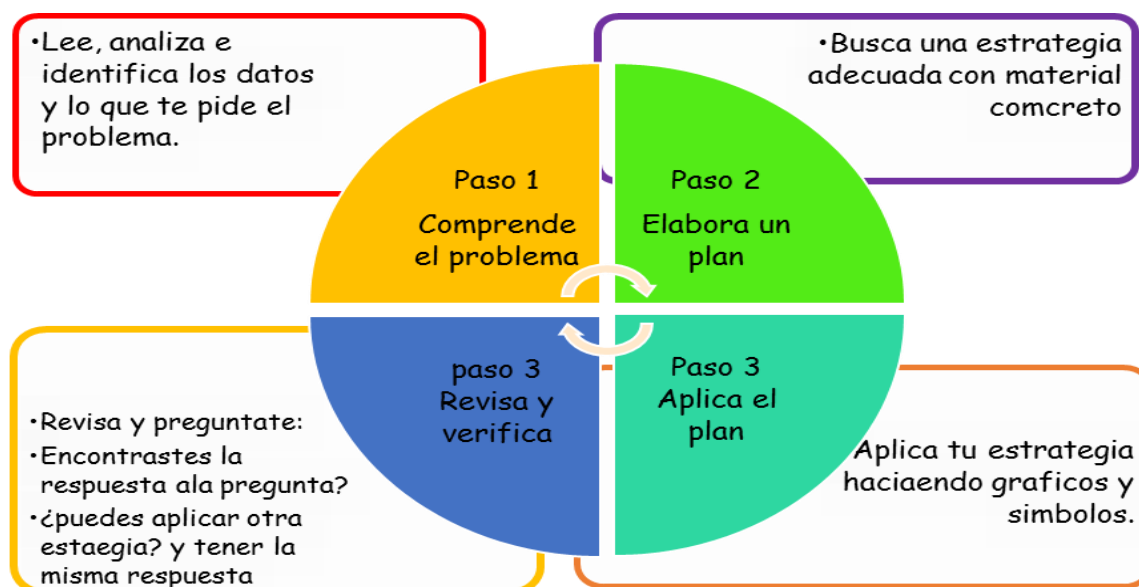 •Lee, analiza e
identifica los datos
y lo que te pide el
problema.
•Busca una estrategia
adecuada con material
comcreto
Paso 1
Comprende
el problema
Paso 2
Elabora un
plan
paso 3
Revisa y
verifica
Paso 3
Aplica el
plan
•Revisa y preguntate:
•Encontrastes la
respuesta ala pregunta?
•¿puedes aplicar otra
estaegia? y tener la
misma respuesta
Aplica tu estrategia
haciaendo graficos y
simbolos.